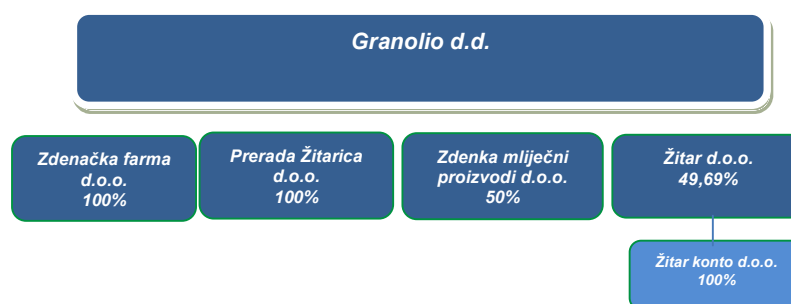 Granolio d.d.
Zdenačka farma
d.o.o.
100%
Prerada Žitarica
d.o.o.
100%
Zdenka mliječni
proizvodi d.o.o.
50%
Žitar d.o.o.
49,69%
Žitar konto d.o.o.
100%